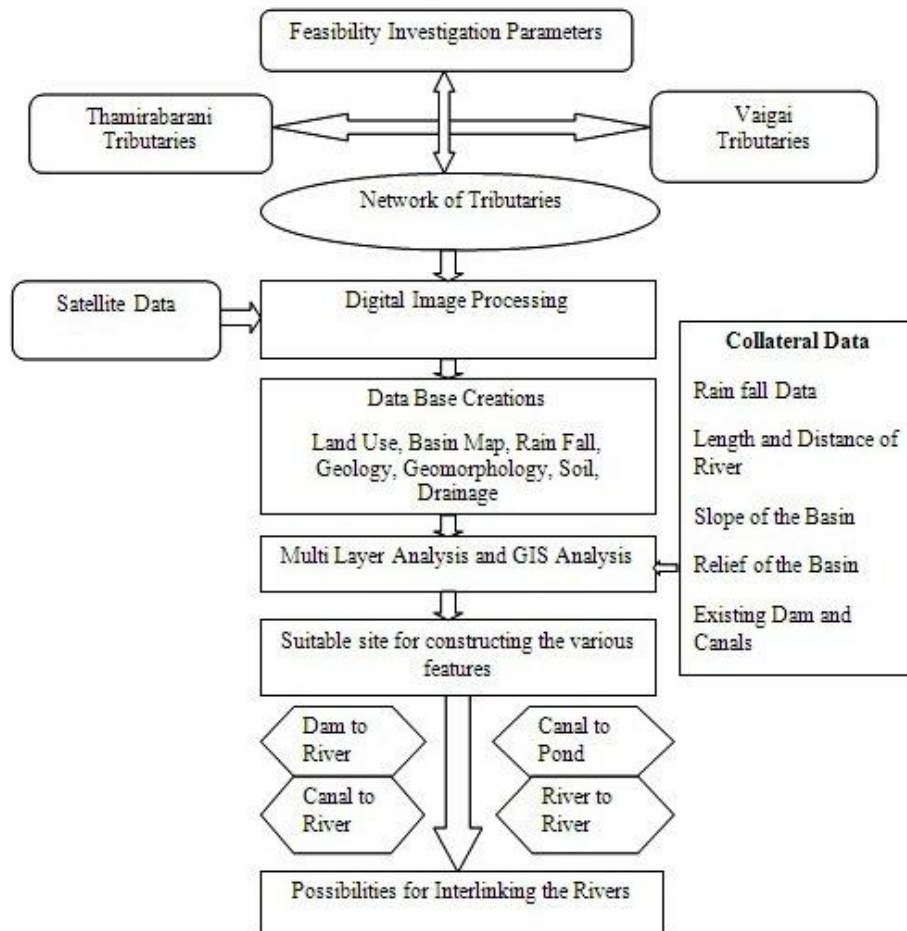 Feasibility Investigation Parameters
Thamirabarani
Tributaries
Vaigai
Tributaries
Network of Tributaries
Satellite Data
Digital Image Processing
Data Base Creations
Land Use, Basin Map, Rain Fall,
Geology, Geomorphology, Soil,
Drainage
Collateral Data
Rain fall Data
Length and Distance of
River
Slope of the Basin
Relief of the Basin
Existing Dam and
Canals
Multi Layer Analysis and GIS Analysis
Suitable site for constructing the various
features
Dam to
River
Canal to
Pond
Canal to
River
River to
River
Possibilities for Interlinking the Rivers